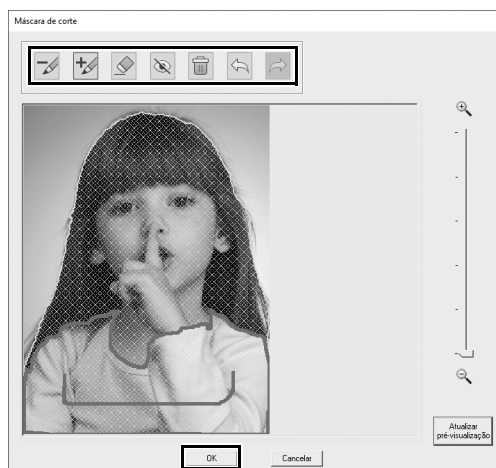 Máscara de corte
Atualizar
pré-visualização
OK
Cancelar